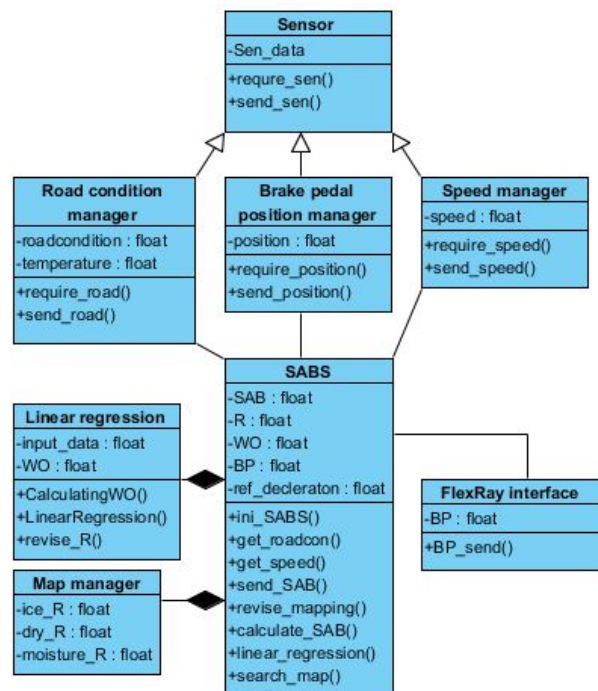 Sensor
-Sen_data
+requre_sen()
+send_sen()
Road condition
manager
-roadcondition : float
-temperature : float
+require_road()
+send_road()
Brake pedal
position manager
-position : float
+require_position()
+send_position()
Speed manager
-speed : float
+require_speed()
+send_speed()
SABS
-SAB : float
-R : float
-WO : float
-BP : float
-ref_decleraton : float
+ini_SABS()
+get_roadcon()
+get_speed()
+send_SAB()
+revise_mapping()
+calculate_SAB()
+linear_regression()
+search_map()
Linear regression
-input_data : float
-WO : float
+CalculatingWO()
+LinearRegression()
+revise_R()
FlexRay interface
-BP : float
+BP_send()
Map manager
-ice_R : float
-dry_R : float
-moisture_R : float